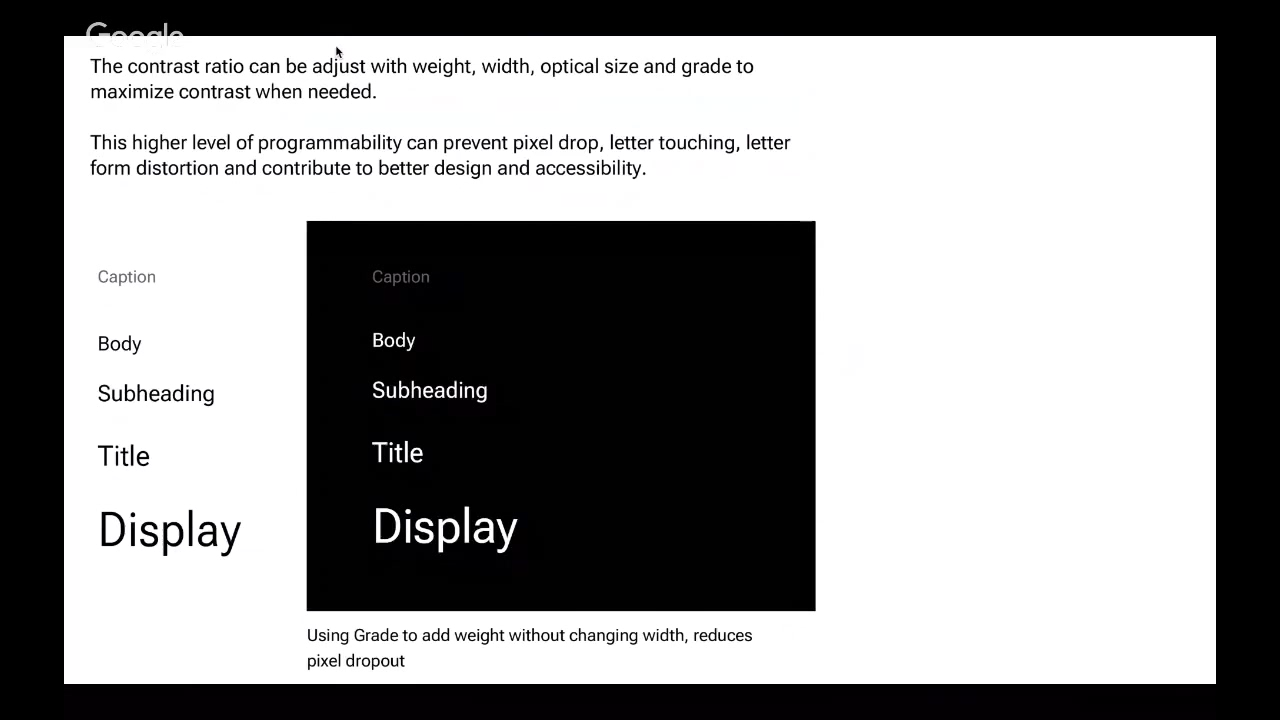 Google
The contrast ratio can be adjust with weight, width, optical size and grade to
maximize contrast when needed.
This higher level of programmability can prevent pixel drop, letter touching, letter
form distortion and contribute to better design and accessibility.
Caption
Body
Subheading
Title
Display
Caption
Body
Subheading
Title
Display
Using Grade to add weight without changing width, reduces
pixel dropout